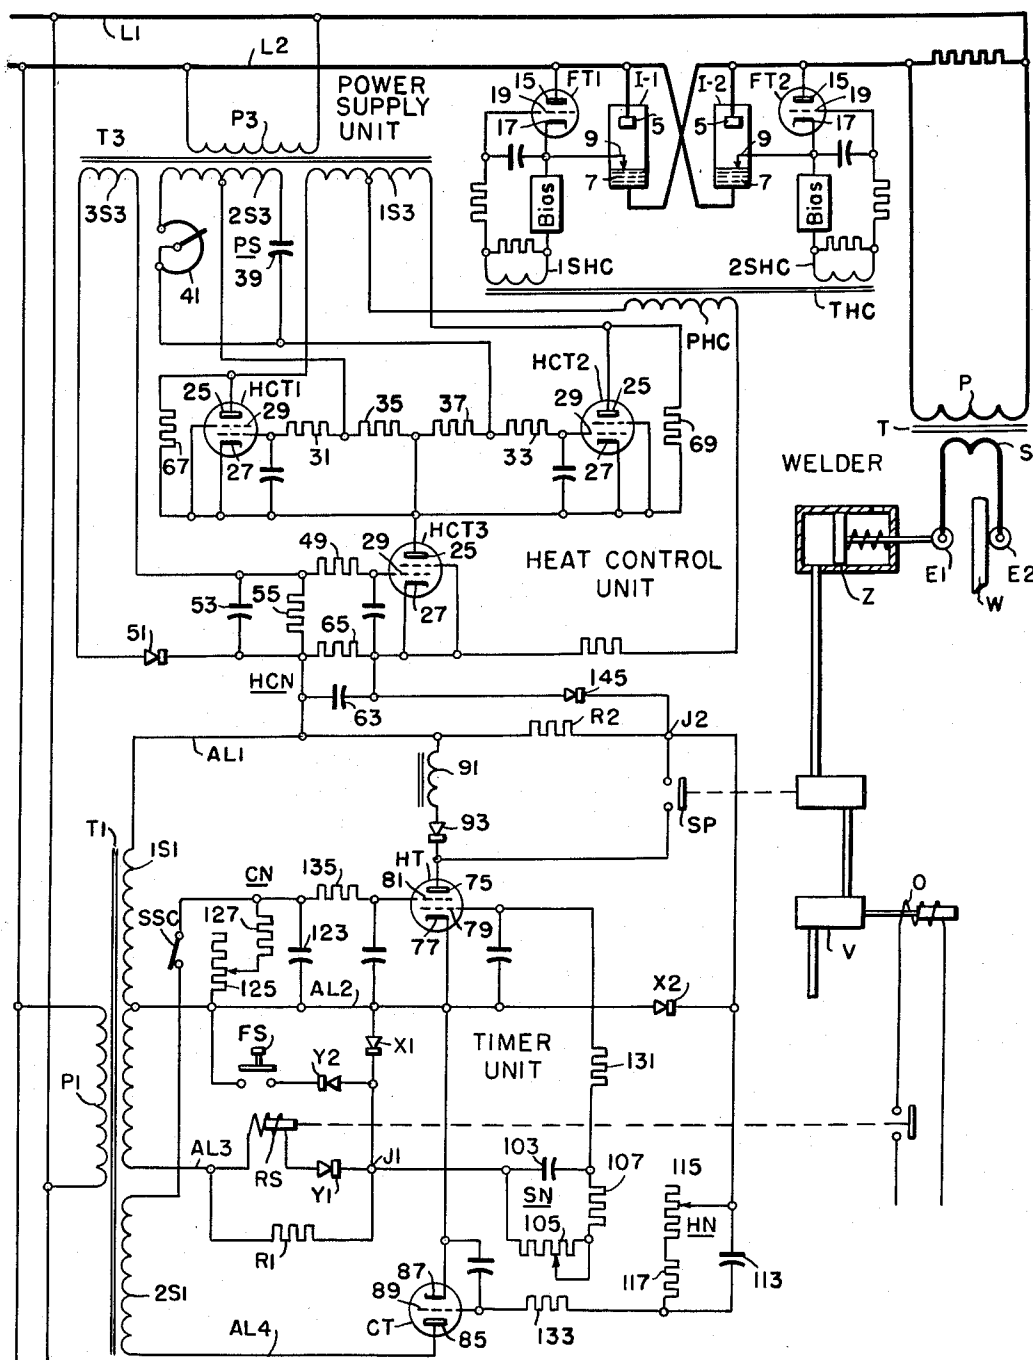 L1
L2
POWER
SUPPLY
UNIT
T3
P3
3S3
2S3
1S3
PS
39
41
15
FT1
19
17
I-1
5
9
7
Bias
1SHC
I-2
5
9
7
FT2
15
19
17
Bias
2SHC
THC
PHC
HCT1
25
29
27
67
31
35
37
33
HCT2
25
29
27
69
P
T
S
WELDER
E1
E2
W
Z
HCT3
49
29
25
27
HEAT CONTROL
UNIT
53
55
51
65
HCN
63
145
R2
J2
AL1
91
93
SP
T1
1S1
CN
135
HT
81
75
79
77
SSC
127
123
125
AL2
O
V
X2
FS
Y2
X1
TIMER
UNIT
131
P1
AL3
RS
Y1
J1
103
SN
105
107
115
HN
R1
117
113
2S1
87
89
CT
85
133
AL4